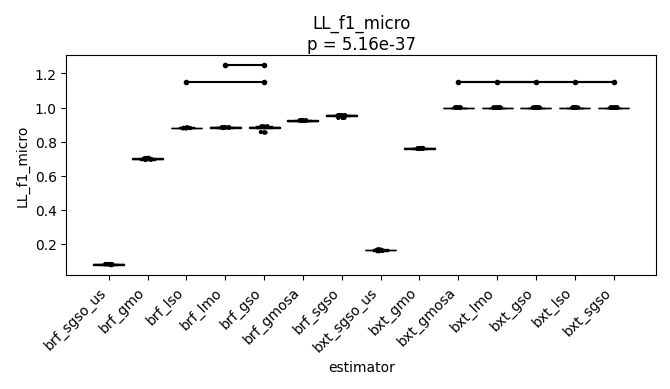 LL_f1_micro
p = 5.16e-37
LL_f1_micro
1.2
1.0
0.8
0.6
0.4
0.2
brf_sgso_us
brf_gmo
brf_lso
brf_lmo
brf_gso
brf_gmosa
brf_sgso
bxt_sgso_us
bxt_gmo
bxt_gmosa
bxt_lmo
bxt_gso
bxt_lso
bxt_sgso
estimator